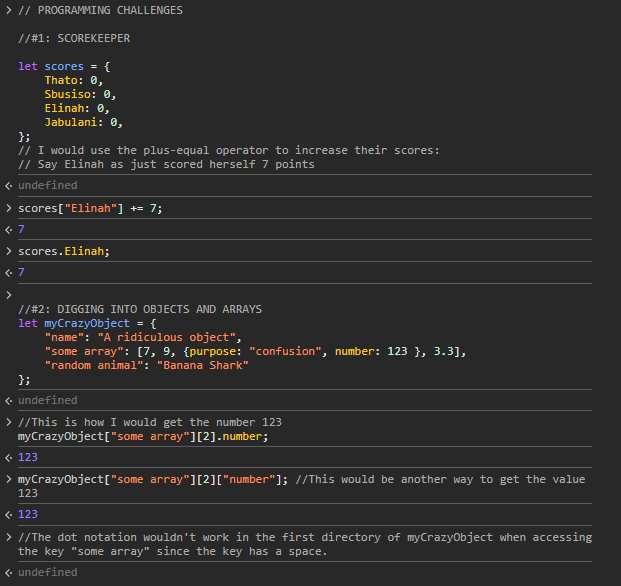 > // PROGRAMMING CHALLENGES
//#1: SCOREKEEPER
let scores = {
    Thato: 0,
    Sbusiso: 0,
    Elinah: 0,
    Jabulani: 0,
};
// I would use the plus-equal operator to increase their scores:
// Say Elinah as just scored herself 7 points
<· undefined
> scores["Elinah"] += 7;
<· 7
> scores.Elinah;
<· 7
>
//#2: DIGGING INTO OBJECTS AND ARRAYS
let myCrazyObject = {
    "name": "A ridiculous object",
    "some array": [7, 9, {purpose: "confusion", number: 123 }, 3.3],
    "random animal": "Banana Shark"
};
<· undefined
> //This is how I would get the number 123
myCrazyObject["some array"][2].number;
<· 123
> myCrazyObject["some array"][2]["number"]; //This would be another way to get the value
123
<· 123
> //The dot notation wouldn't work in the first directory of myCrazyObject when accessing
the key "some array" since the key has a space.
<· undefined